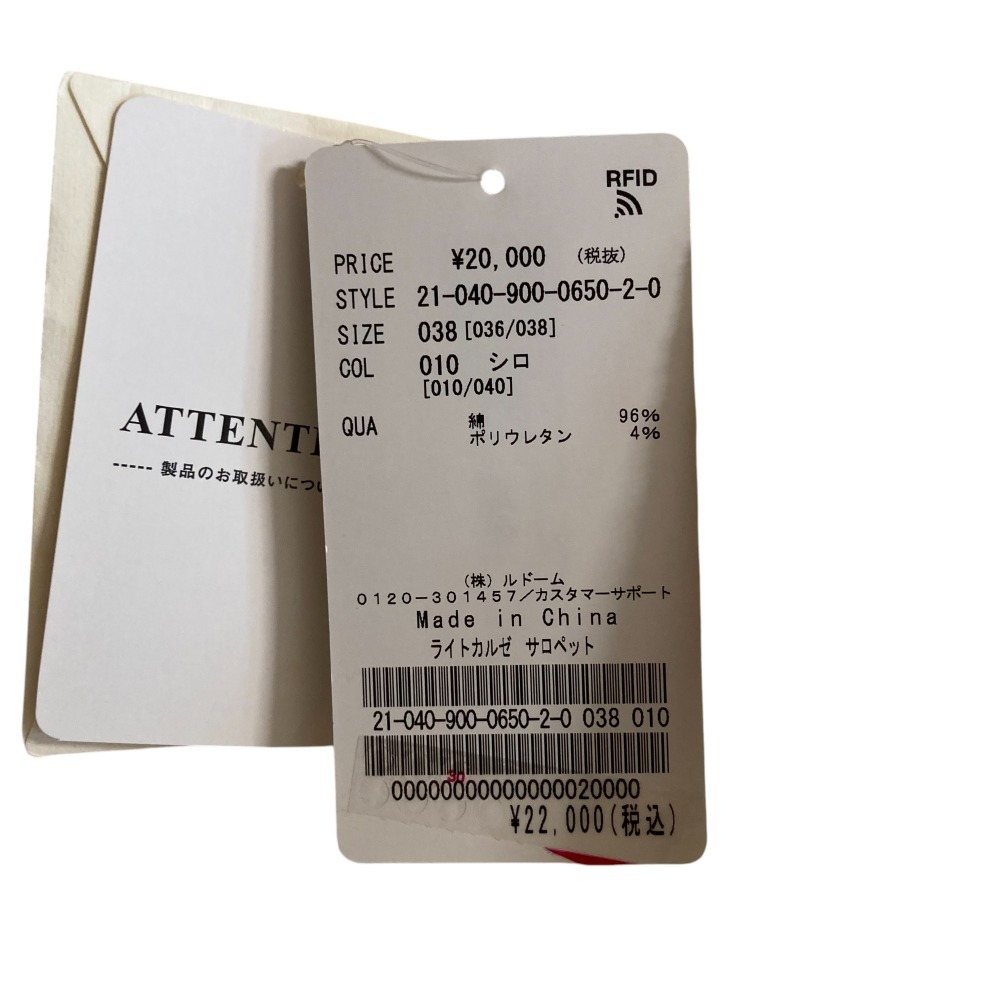 RFID
PRICE ¥20,000 (税抜)
STYLE 21-040-900-0650-2-0
SIZE 038 [036/038]
COL 010 シロ
[010/040]
QUA 綿 96%
ポリウレタン 4%
(株) ルドーム
0120-301457/カスタマーサポート
Made in China
ライトカルゼ サロペット
21-040-900-0650-2-0 038 010
¥22,000(税込)
ATTENTI
----- 製品のお取扱いについ